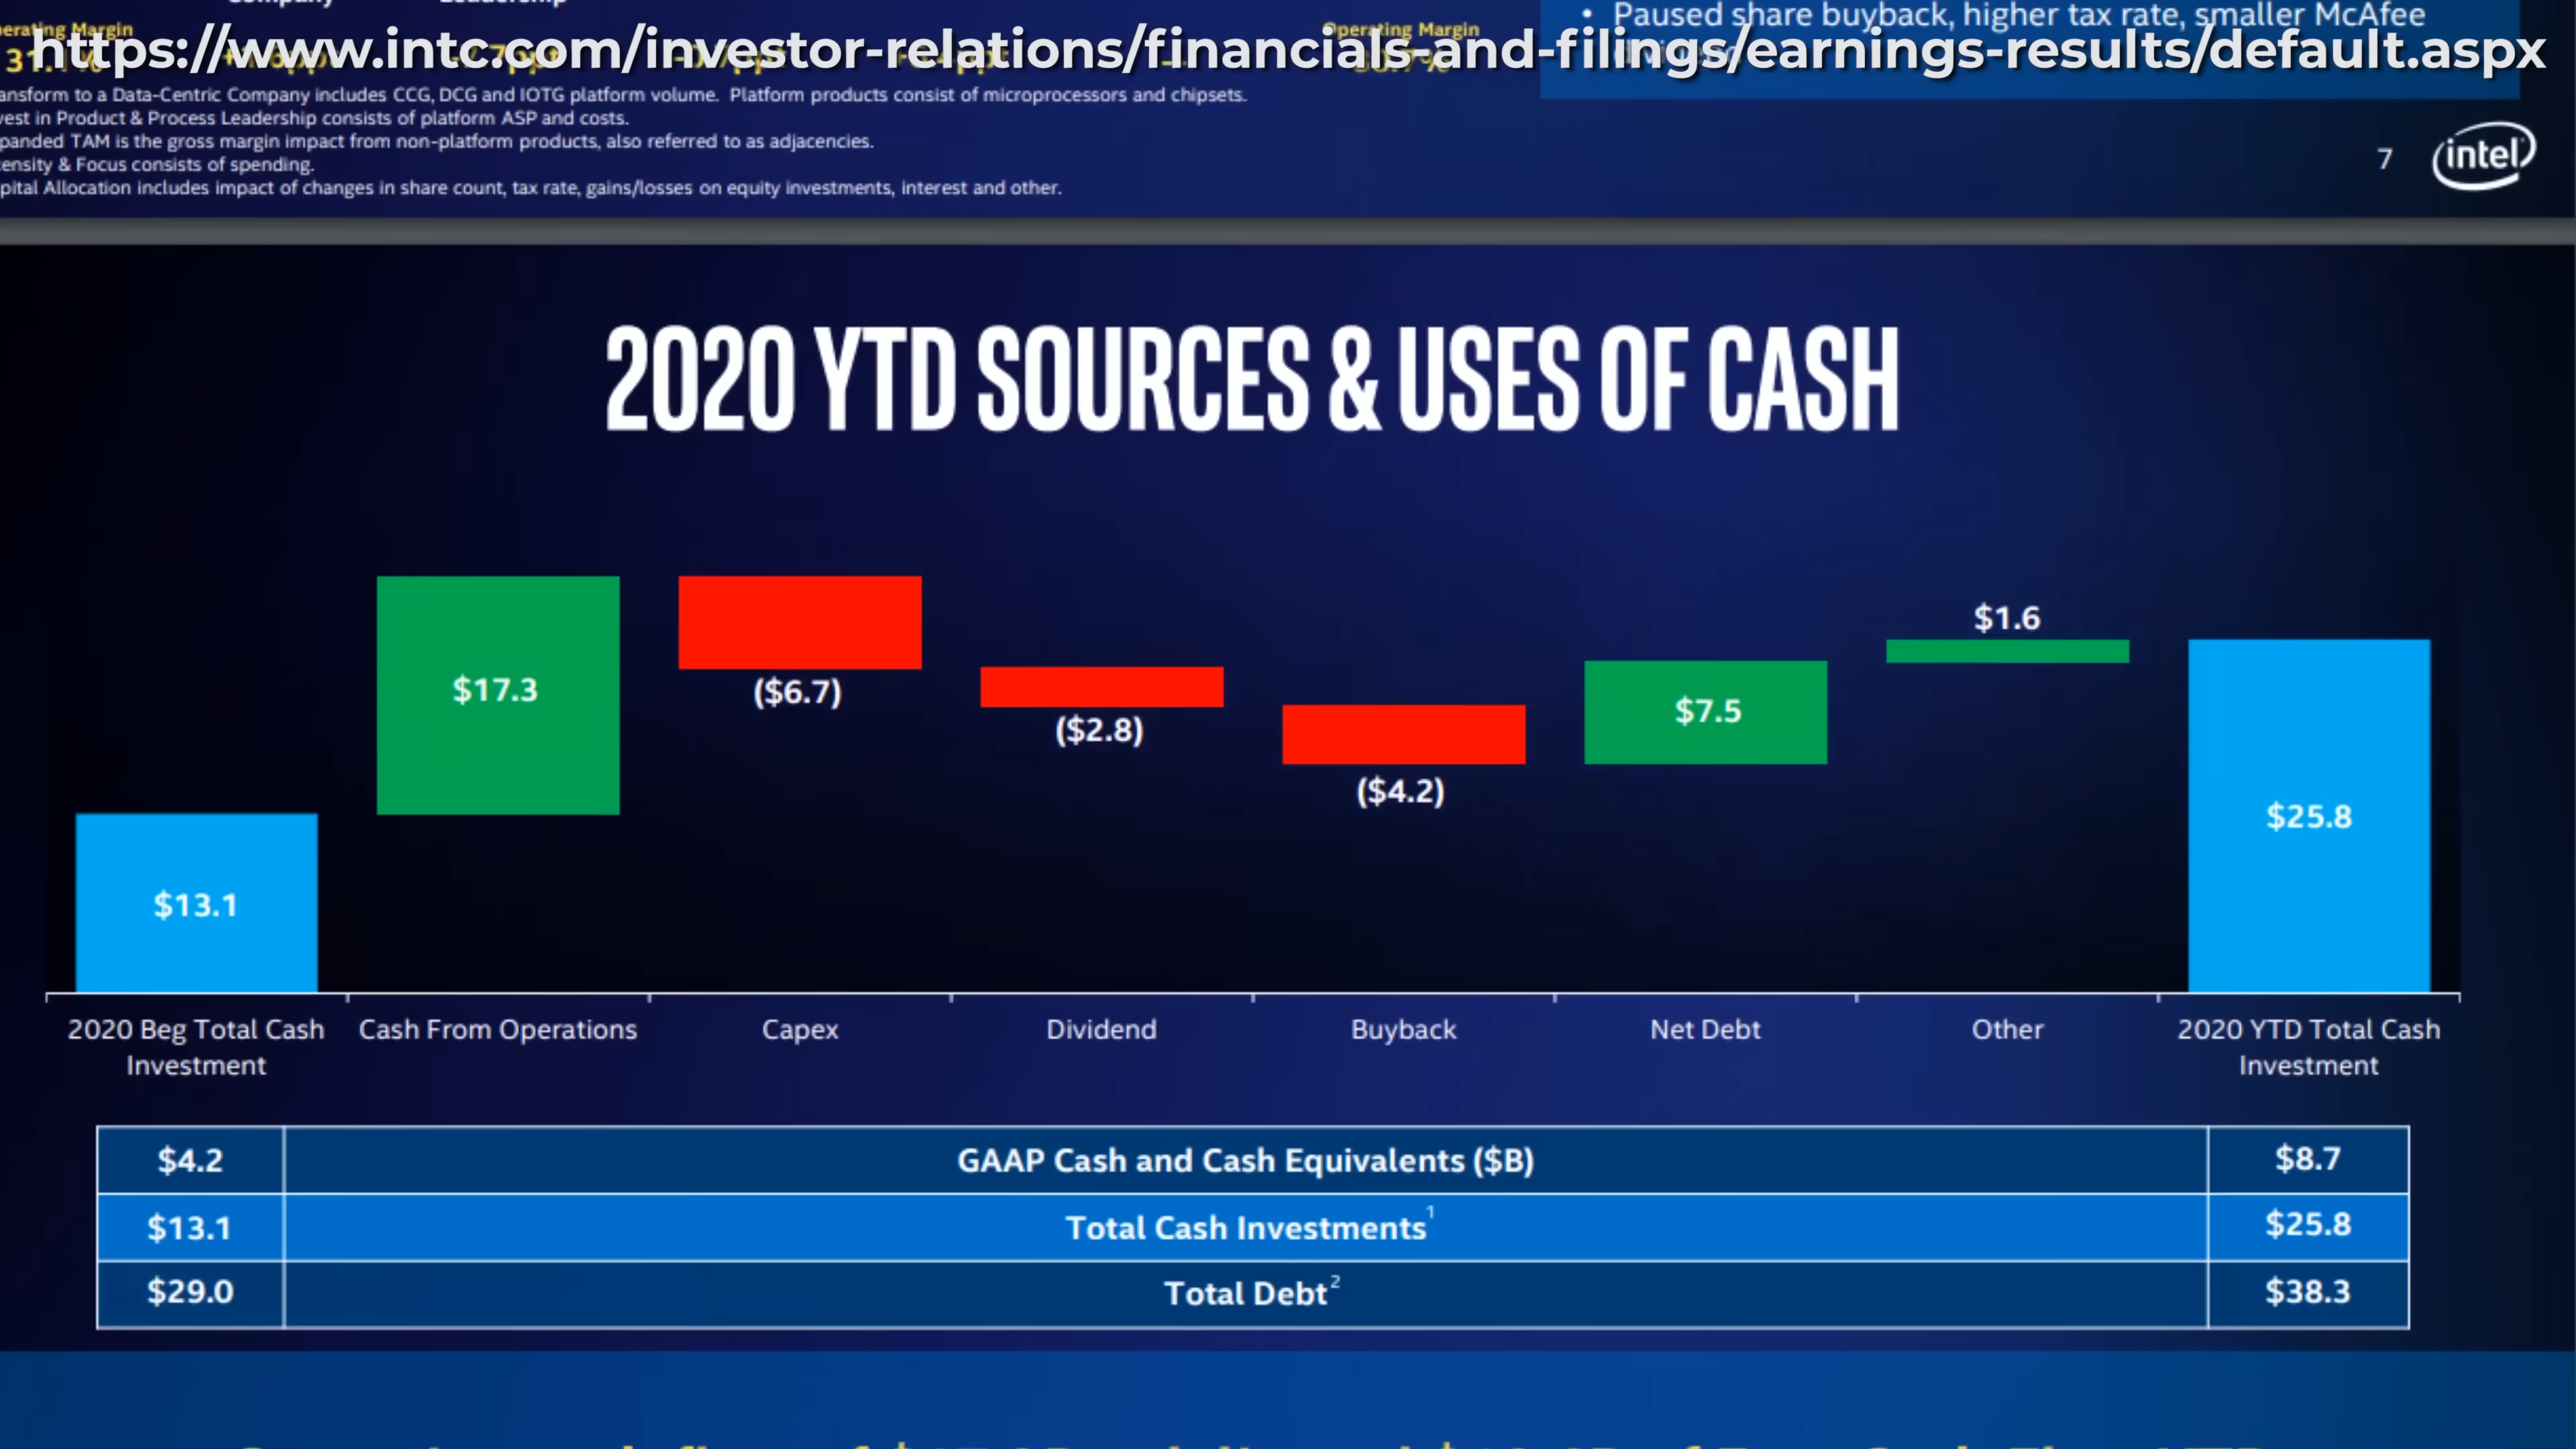 Operating Margin
Operating Margin
• Paused share buyback, higher tax rate, smaller McAfee
https://www.intc.com/investor-relations/financials-and-filings/earnings-results/default.aspx
ansform to a Data-Centric Company includes CCG, DCG and IOTG platform volume. Platform products consist of microprocessors and chipsets.
vest in Product & Process Leadership consists of platform ASP and costs.
panded TAM is the gross margin impact from non-platform products, also referred to as adjacencies.
tensity & Focus consists of spending.
pital Allocation includes impact of changes in share count, tax rate, gains/losses on equity investments, interest and other.
7
intel
2020 YTD SOURCES & USES OF CASH
$13.1
$17.3
($6.7)
($2.8)
($4.2)
$7.5
$1.6
$25.8
2020 Beg Total Cash
Investment
Cash From Operations
Capex
Dividend
Buyback
Net Debt
Other
2020 YTD Total Cash
Investment
$4.2 GAAP Cash and Cash Equivalents ($B) $8.7
$13.1 Total Cash Investments¹ $25.8
$29.0 Total Debt² $38.3